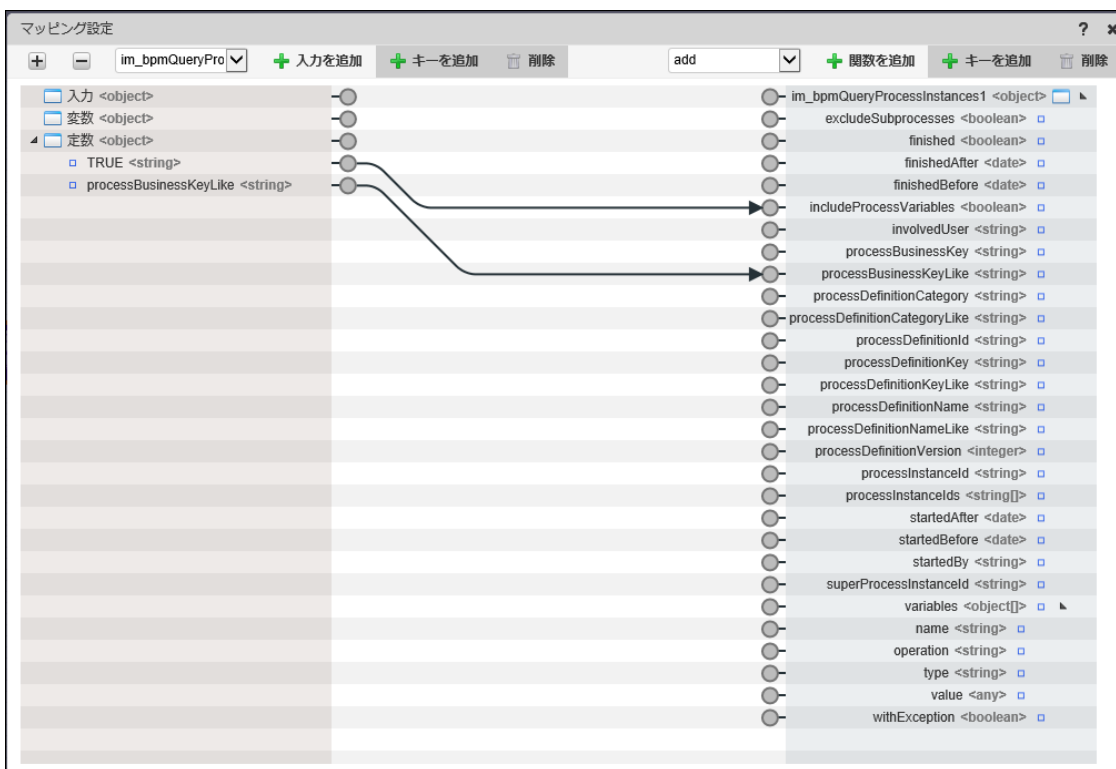 マッピング設定 ? ×
im_bpmQueryPro 入力を追加 キーを追加 削除 add 関数を追加 キーを追加 削除
入力 <object> im_bpmQueryProcessInstances1 <object>
変数 <object> excludeSubprocesses <boolean>
定数 <object> finished <boolean>
TRUE <string> finishedAfter <date>
processBusinessKeyLike <string> finishedBefore <date>
includeProcessVariables <boolean>
involvedUser <string>
processBusinessKey <string>
processBusinessKeyLike <string>
processDefinitionCategory <string>
processDefinitionCategoryLike <string>
processDefinitionId <string>
processDefinitionKey <string>
processDefinitionKeyLike <string>
processDefinitionName <string>
processDefinitionNameLike <string>
processDefinitionVersion <integer>
processInstanceId <string>
processInstanceIds <string[]>
startedAfter <date>
startedBefore <date>
startedBy <string>
superProcessInstanceId <string>
variables <object[]>
name <string>
operation <string>
type <string>
value <any>
withException <boolean>